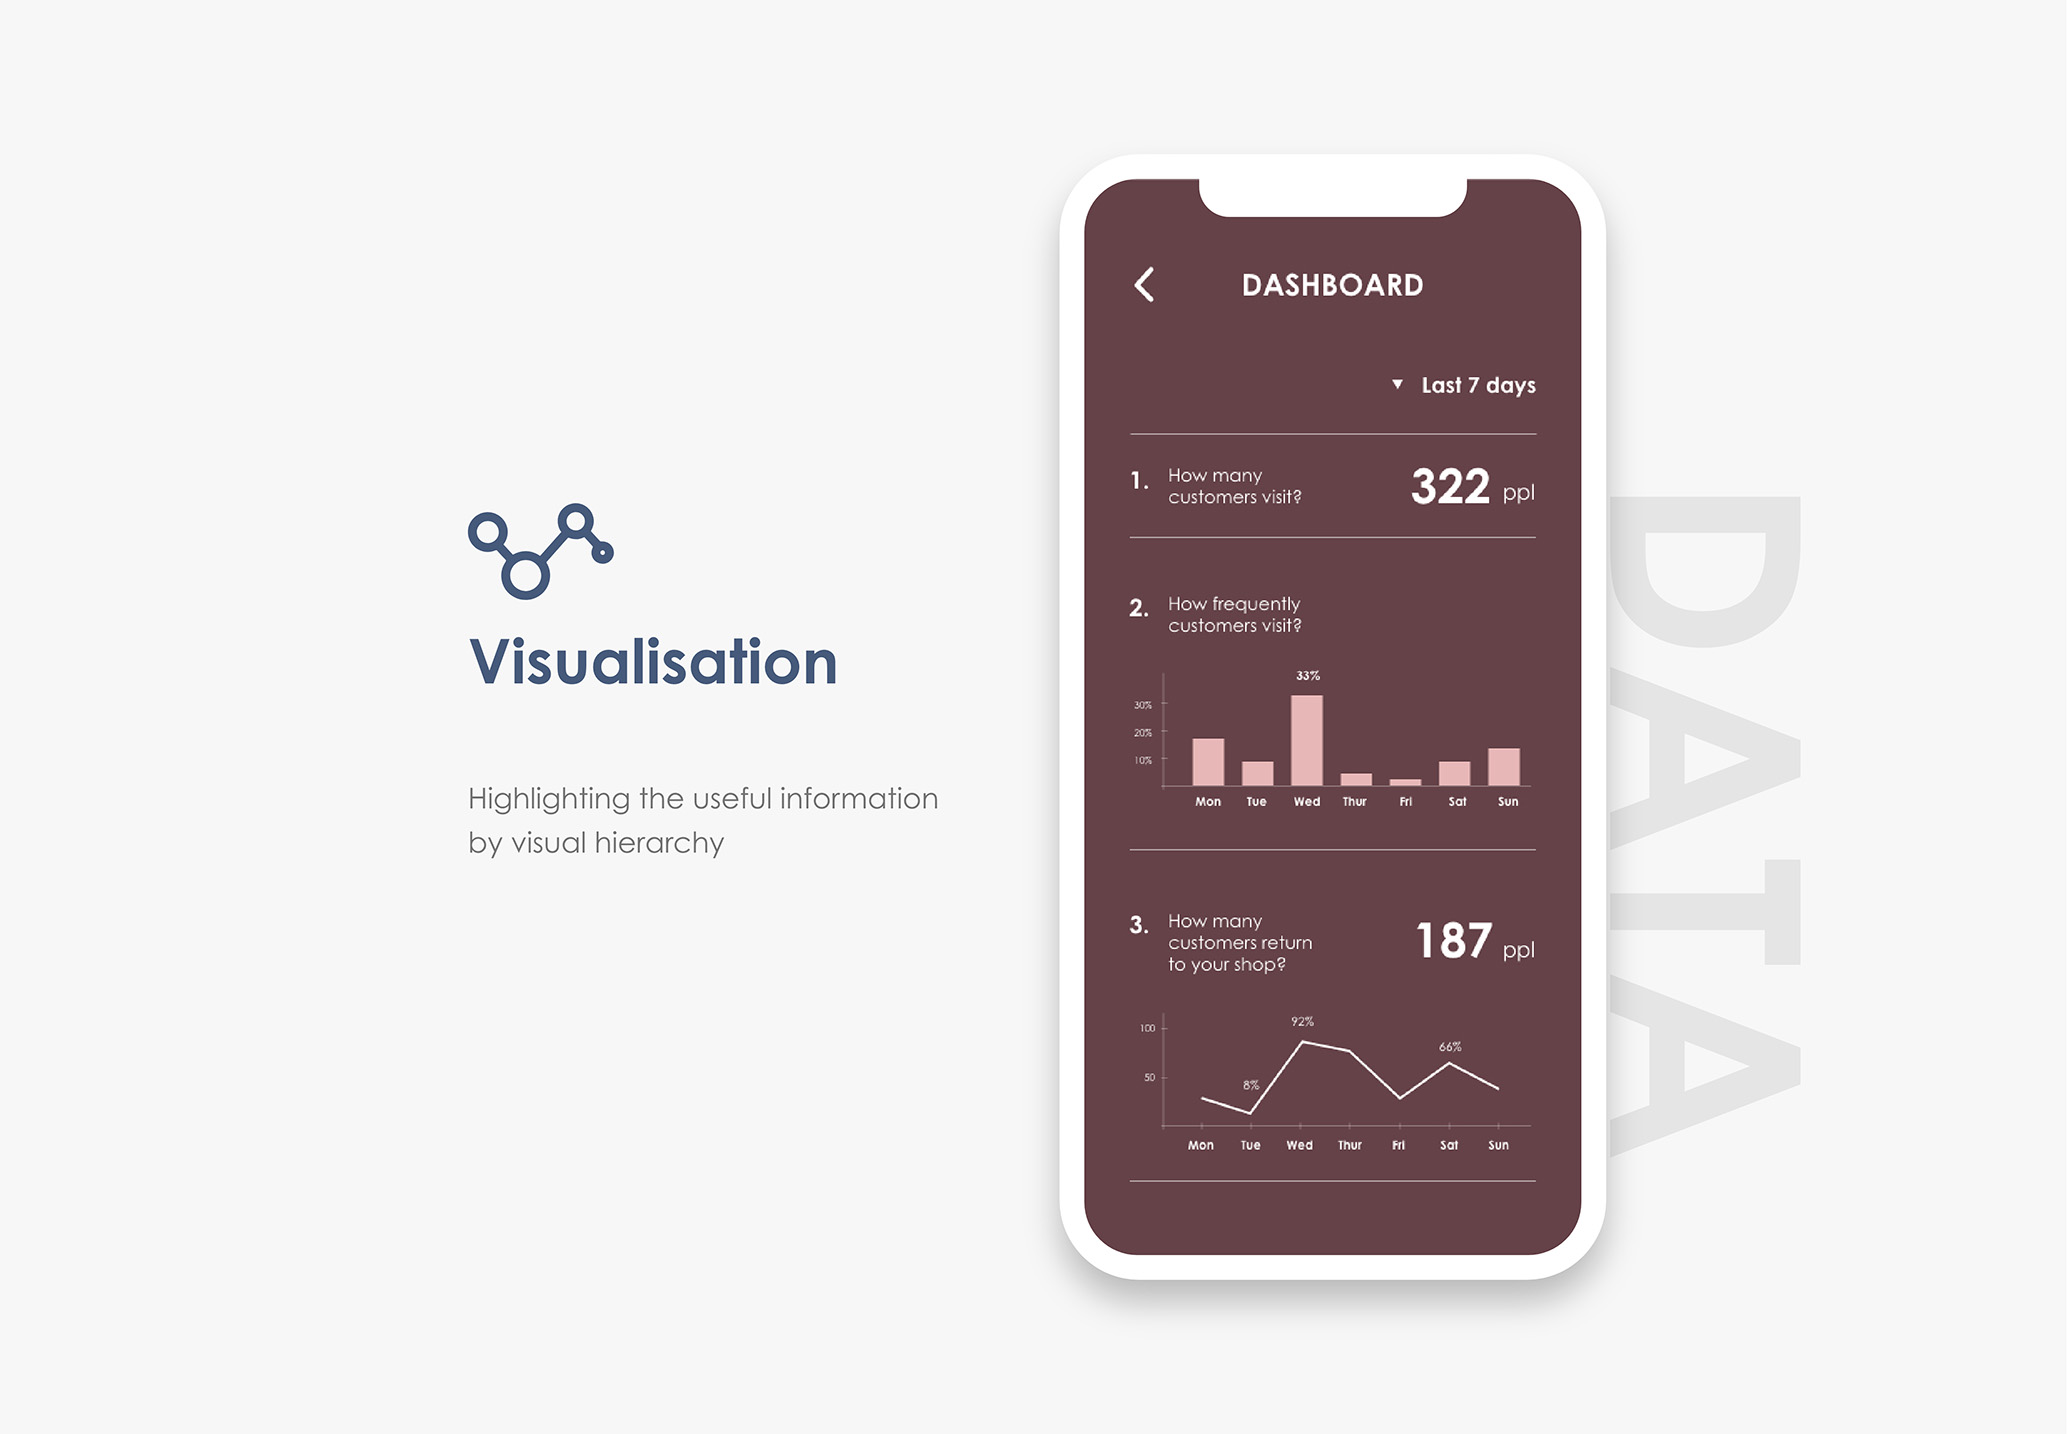 Visualisation
Highlighting the useful information
by visual hierarchy
DASHBOARD
▼ Last 7 days
1. How many
customers visit?
322 ppl
2. How frequently
customers visit?
33%
30%
20%
10%
Mon Tue Wed Thur Fri Sat Sun
3. How many
customers return
to your shop?
187 ppl
92%
100
66%
50
8%
Mon Tue Wed Thur Fri Sat Sun
DATA